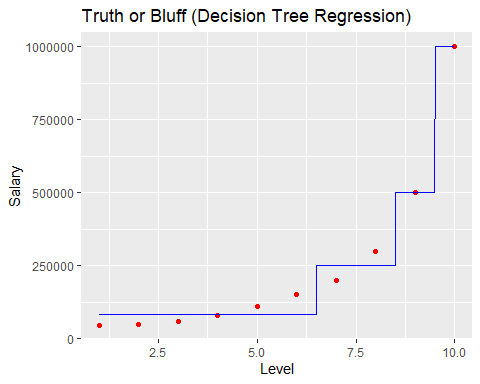 Truth or Bluff (Decision Tree Regression)
1000000
750000
500000
250000
0
Salary
2.5 5.0 7.5 10.0
Level